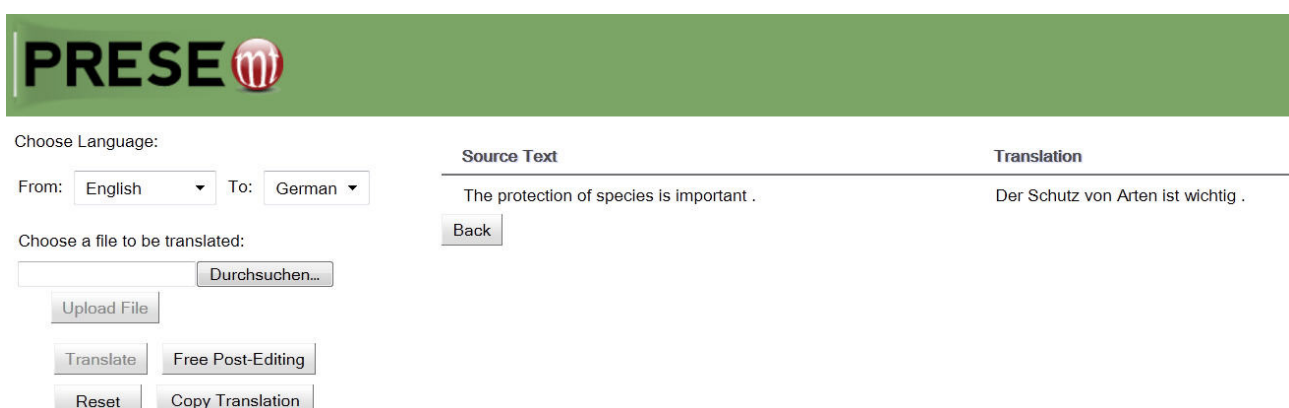 PRESEmt
Choose Language:
From: English To: German
Choose a file to be translated:
Durchsuchen...
Upload File
Translate Free Post-Editing
Reset Copy Translation
Source Text Translation
The protection of species is important . Der Schutz von Arten ist wichtig .
Back